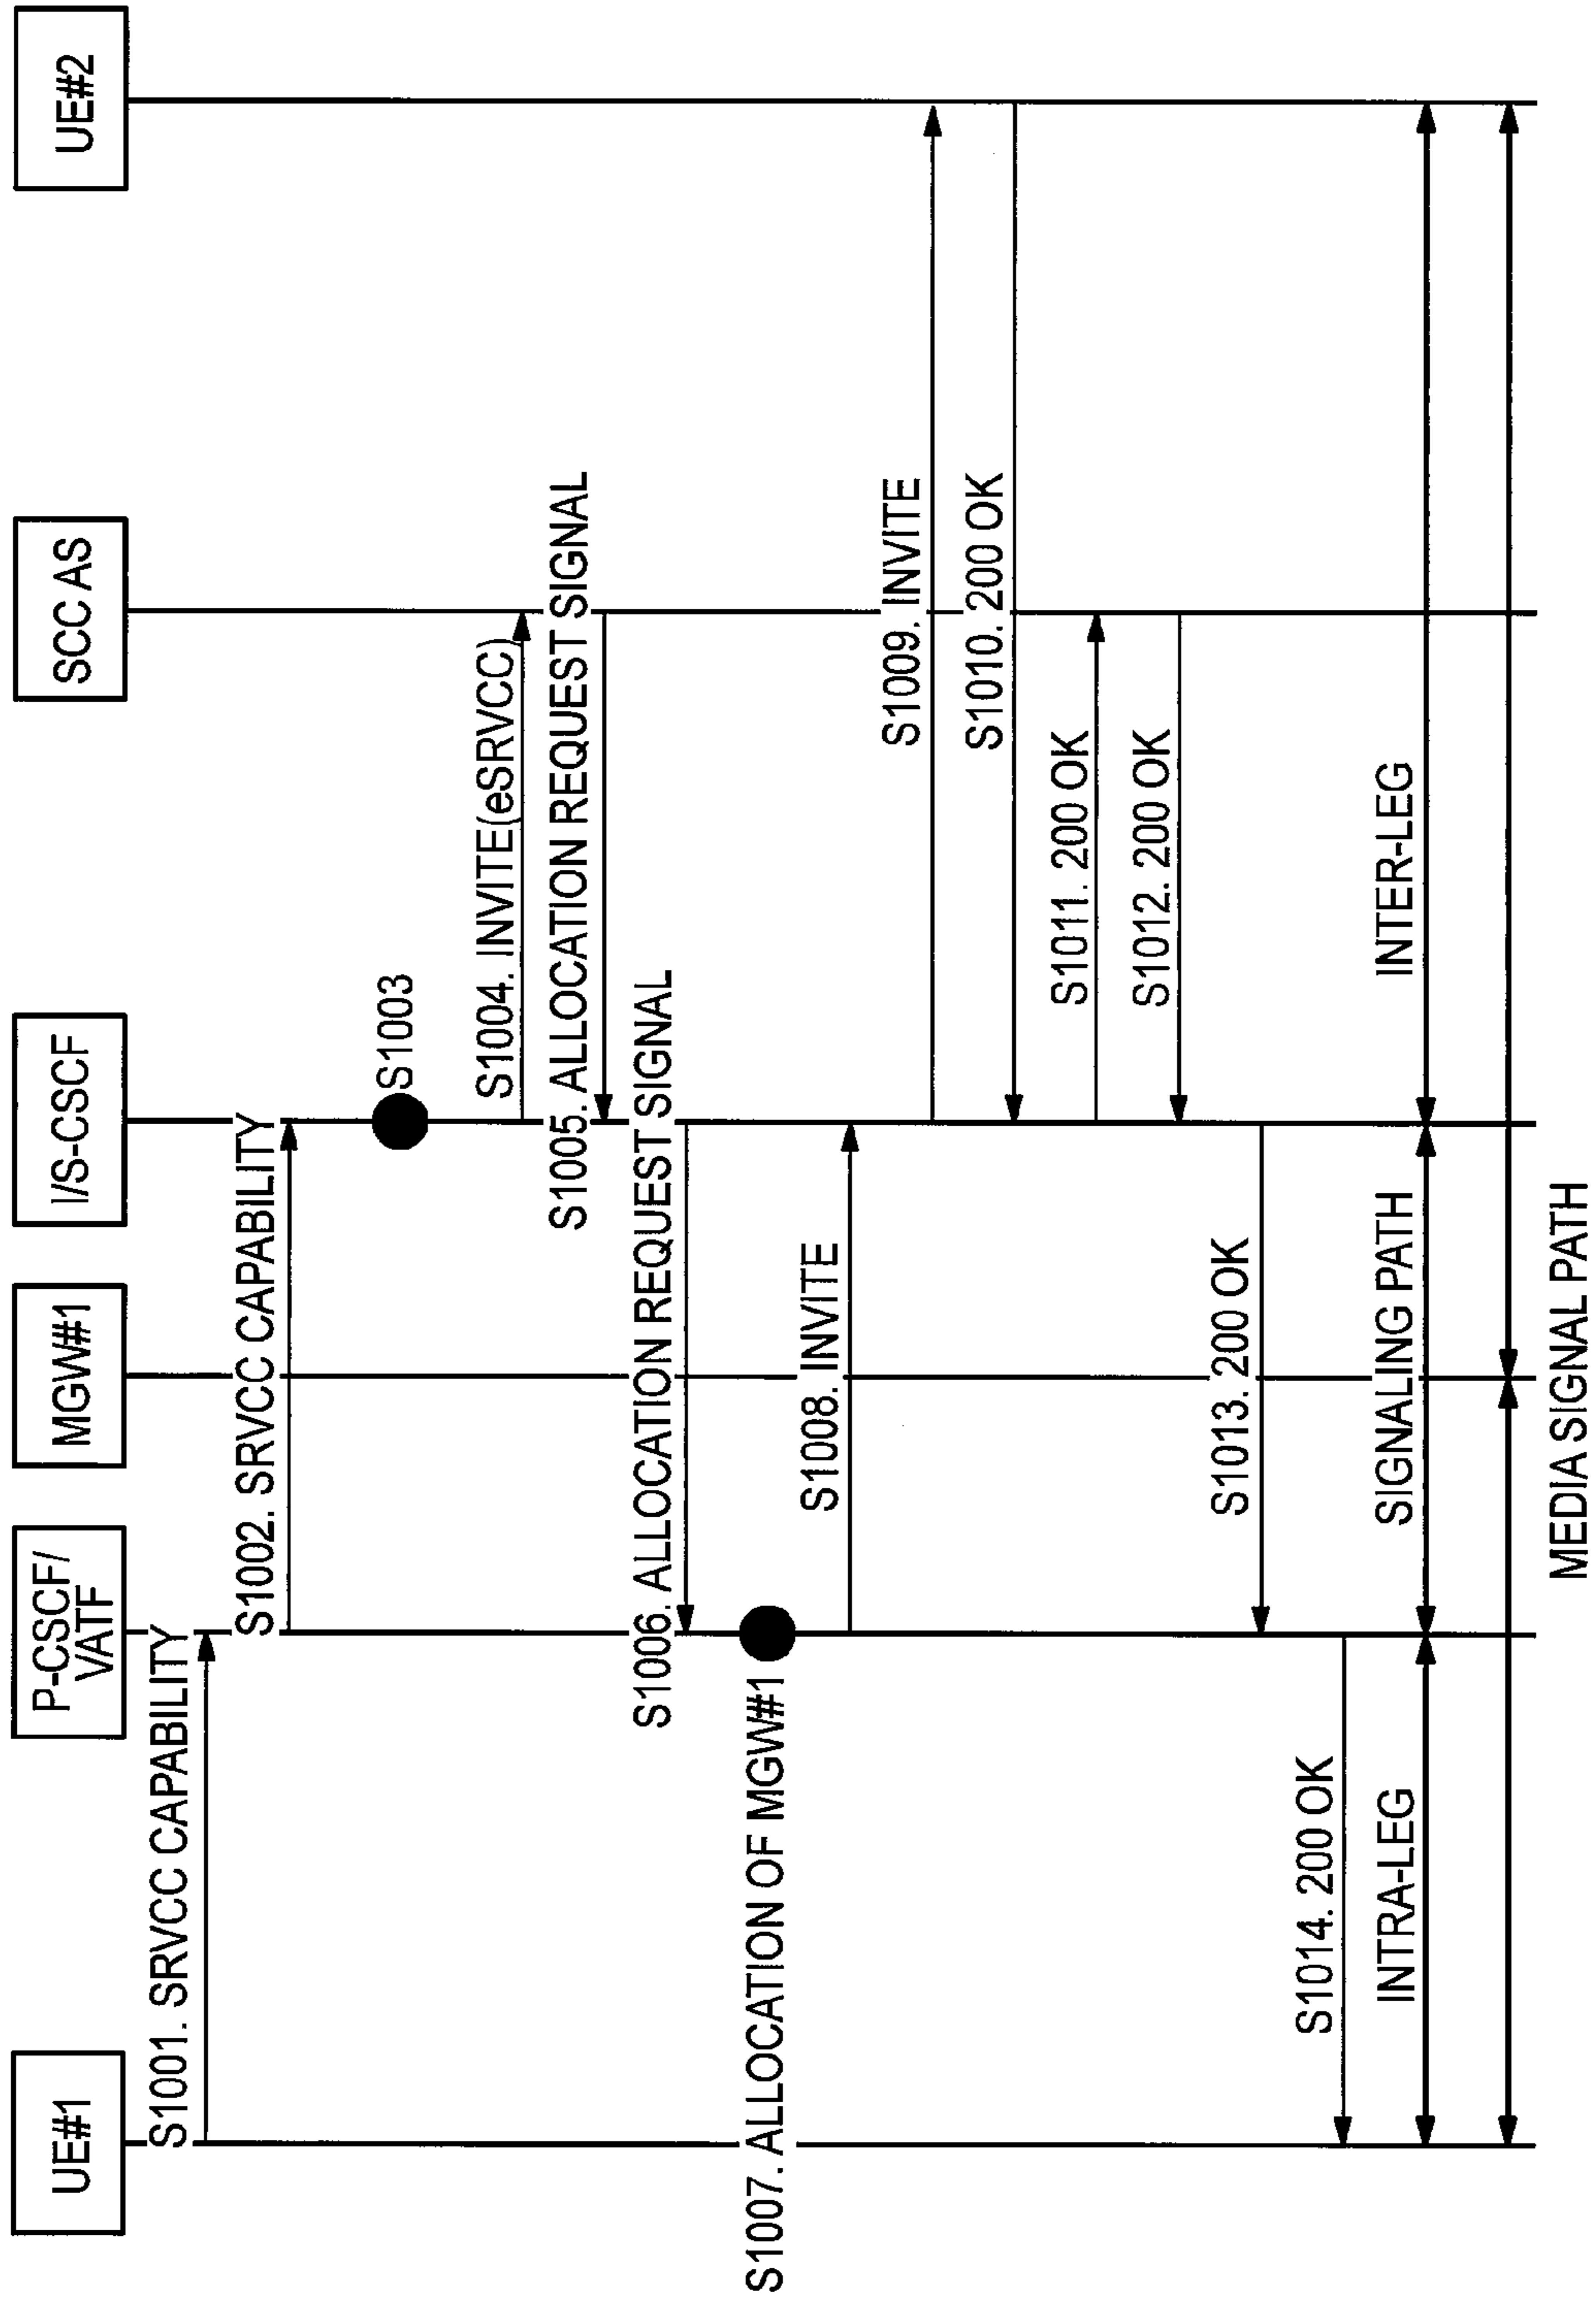 UE#1
P-CSCF/
VATF
MGW#1
I/S-CSCF
SCC AS
UE#2
S1001. SRVCC CAPABILITY
S1002. SRVCC CAPABILITY
S1003
S1004. INVITE(eSRVCC)
S1005. ALLOCATION REQUEST SIGNAL
S1006. ALLOCATION REQUEST SIGNAL
S1007. ALLOCATION OF MGW#1
S1008. INVITE
S1009. INVITE
S1010. 200 OK
S1011. 200 OK
S1012. 200 OK
S1013. 200 OK
S1014. 200 OK
INTRA-LEG
SIGNALING PATH
INTER-LEG
MEDIA SIGNAL PATH